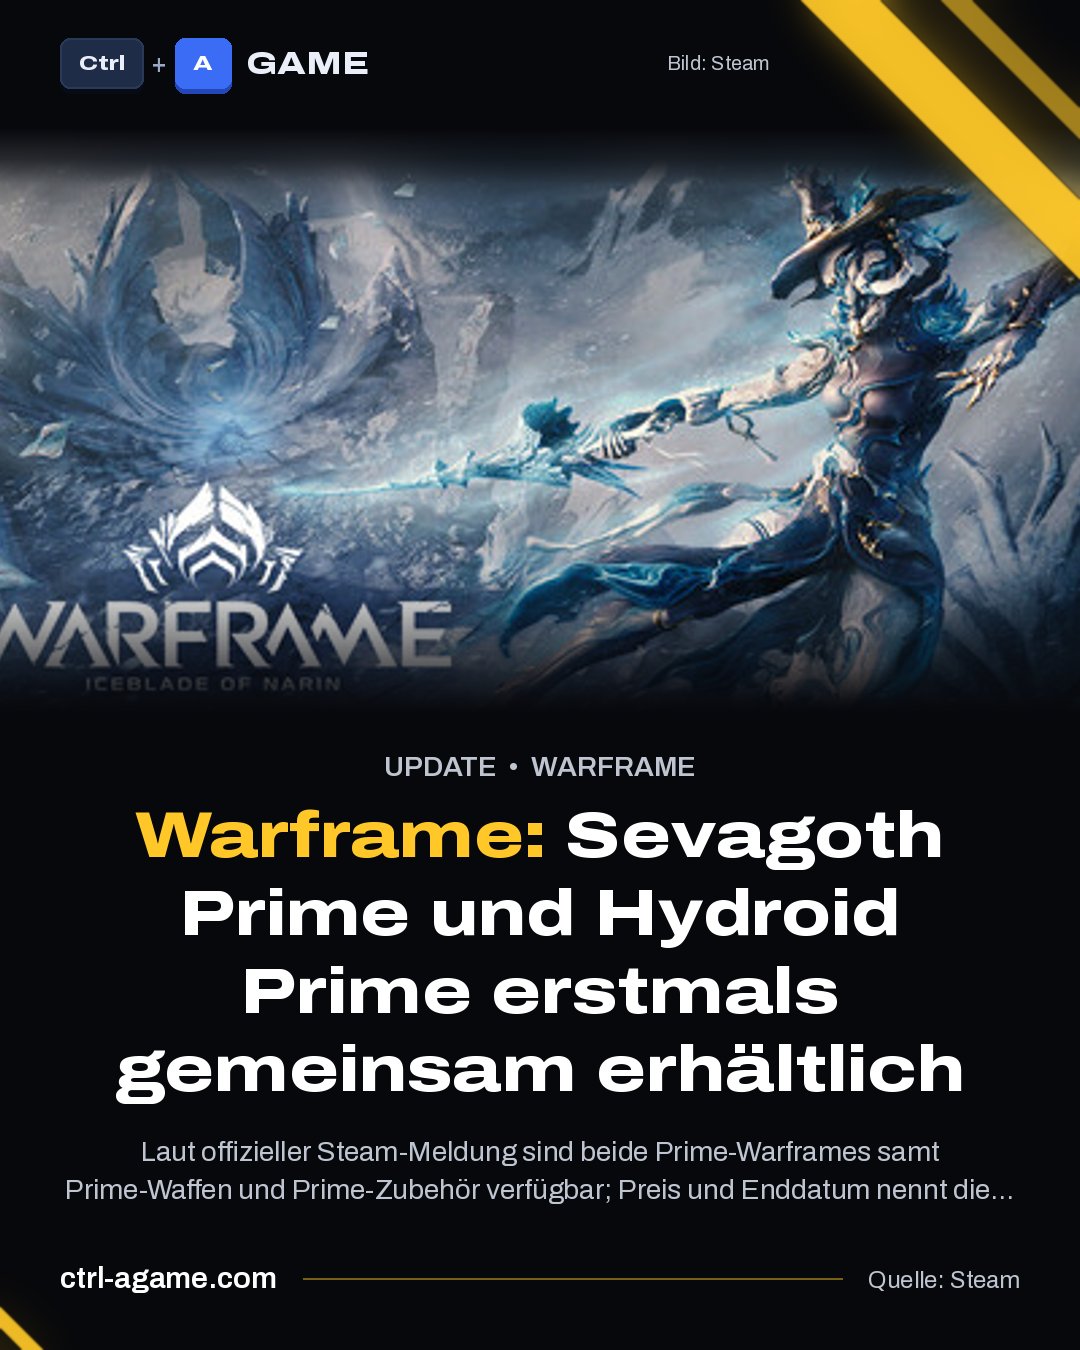 Ctrl + A GAME
Bild: Steam
WARFRAME
ICEBLADE OF NARIN
UPDATE • WARFRAME
Warframe: Sevagoth
Prime und Hydroid
Prime erstmals
gemeinsam erhältlich
Laut offizieller Steam-Meldung sind beide Prime-Warframes samt
Prime-Waffen und Prime-Zubehör verfügbar; Preis und Enddatum nennt die...
ctrl-agame.com
Quelle: Steam